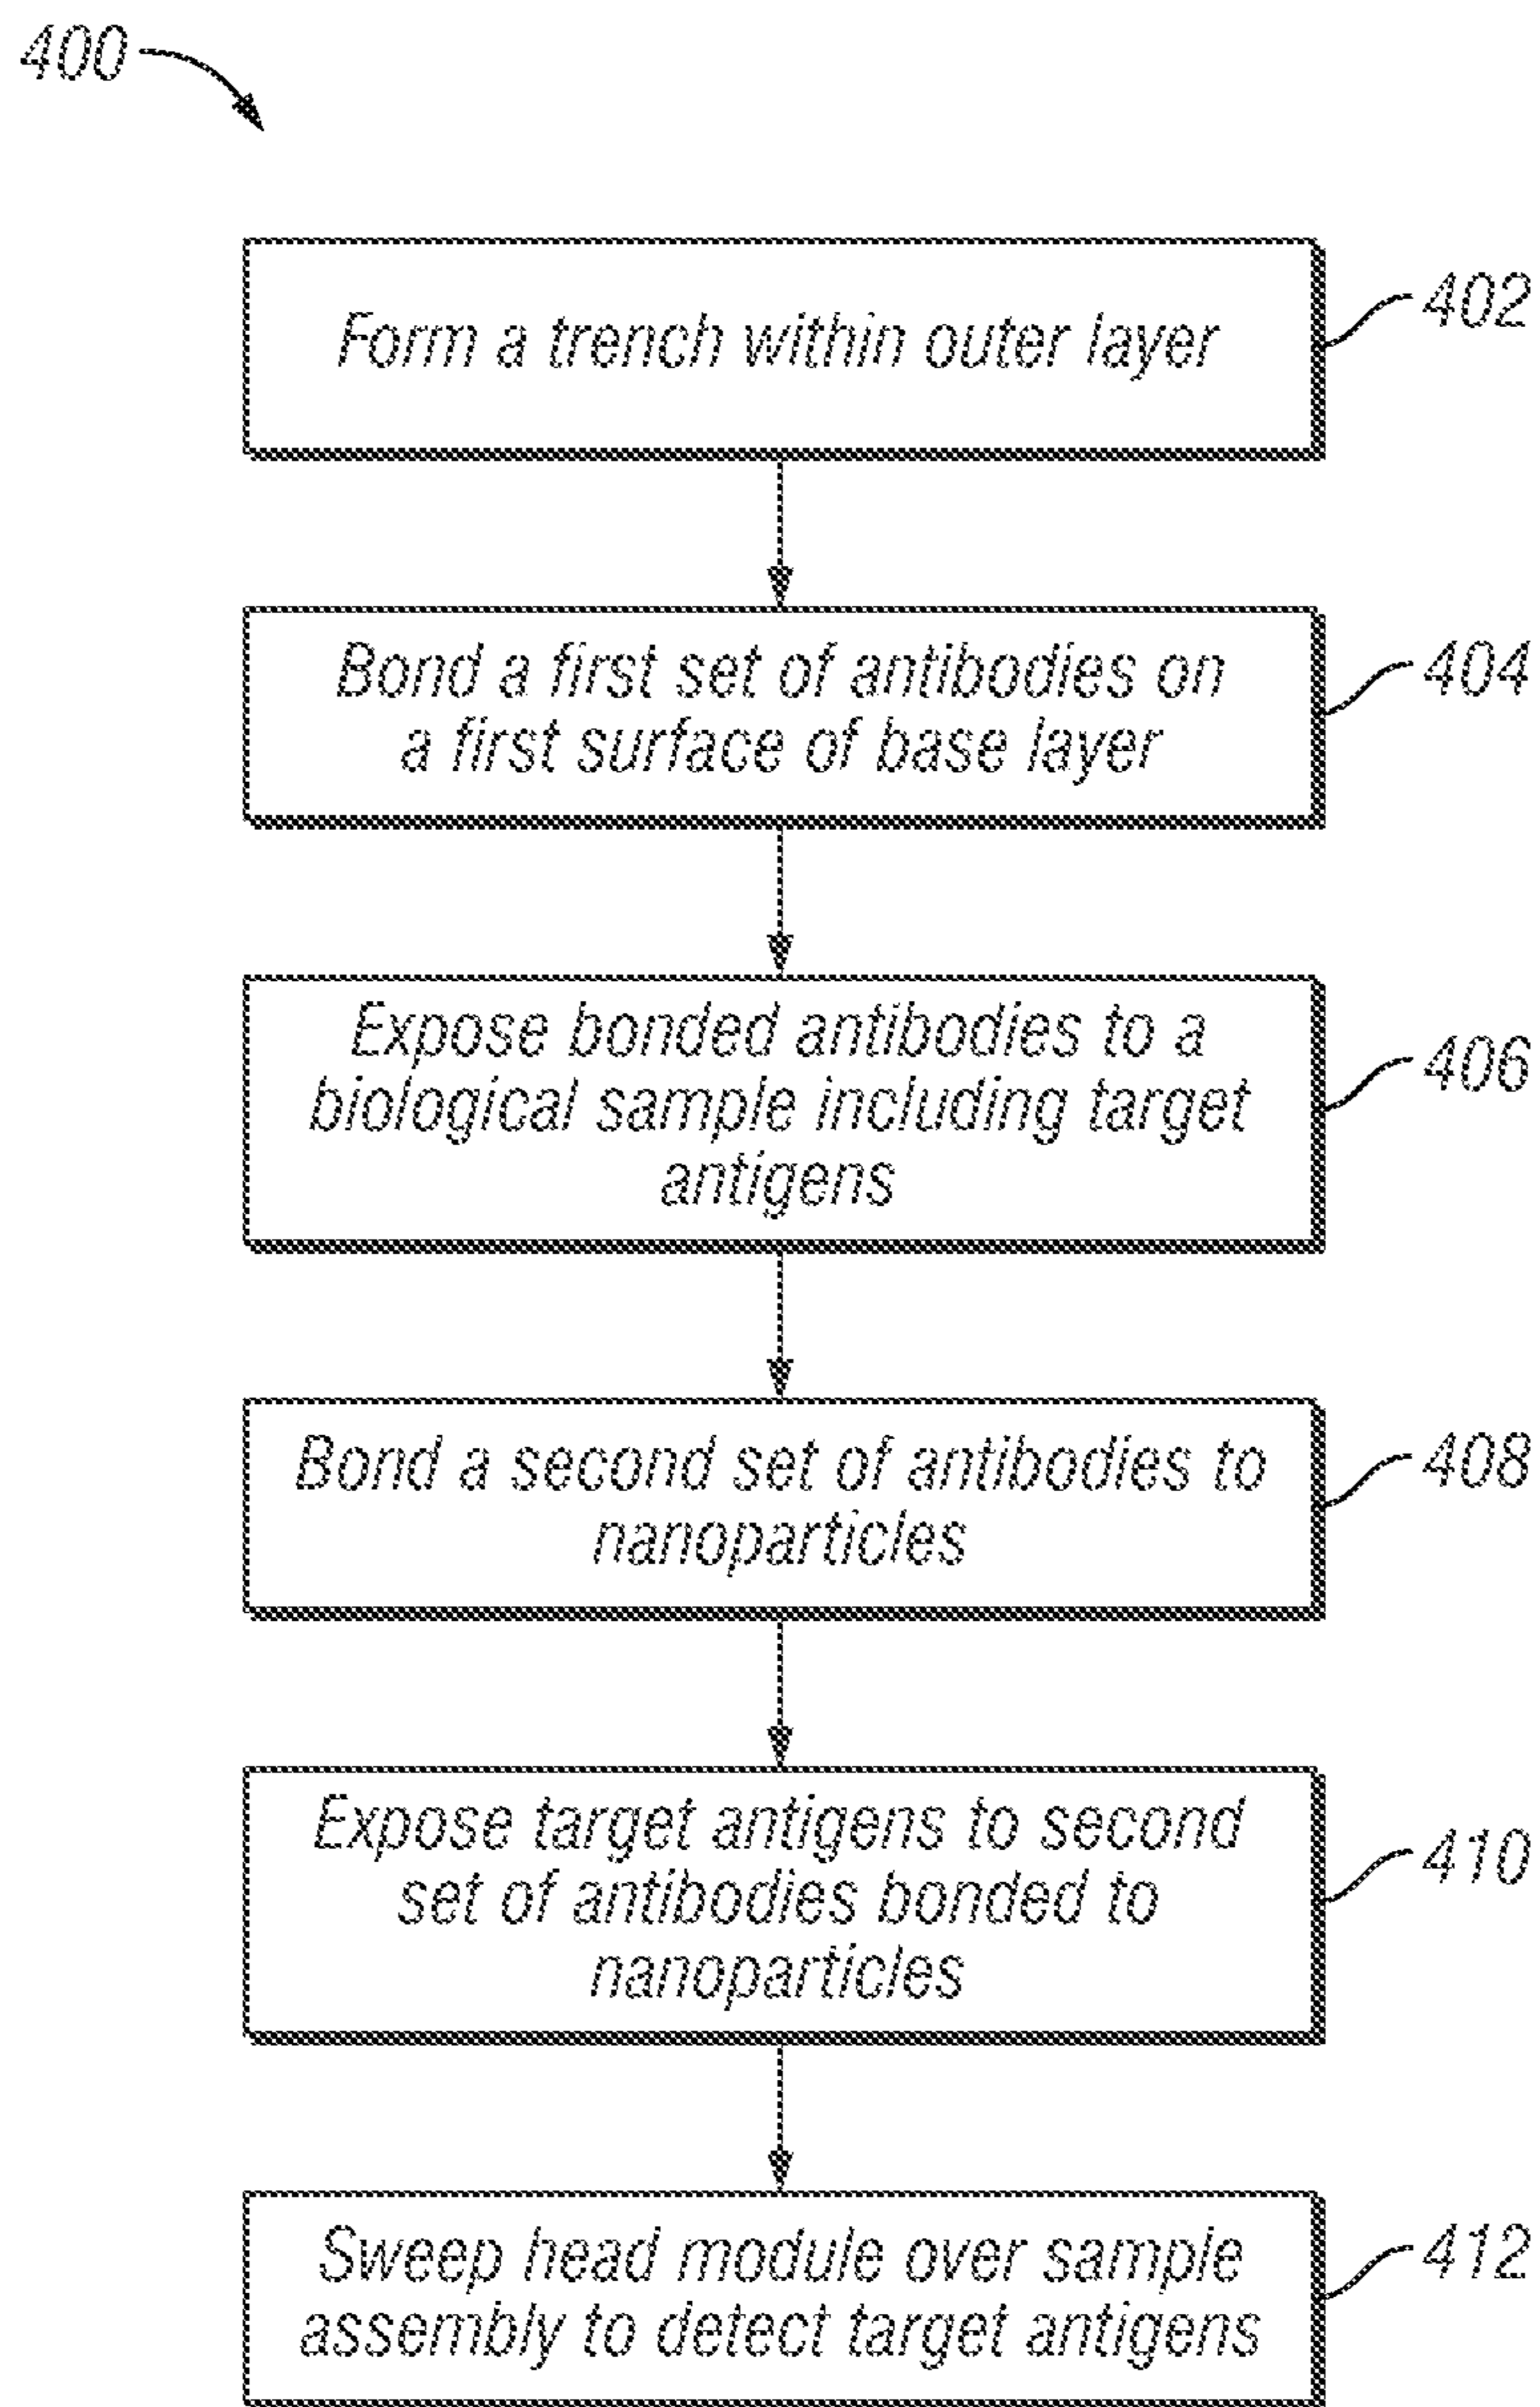 400
Form a trench within outer layer
402
Bond a first set of antibodies on
a first surface of base layer
404
Expose bonded antibodies to a
biological sample including target
antigens
406
Bond a second set of antibodies to
nanoparticles
408
Expose target antigens to second
set of antibodies bonded to
nanoparticles
410
Sweep head module over sample
assembly to detect target antigens
412